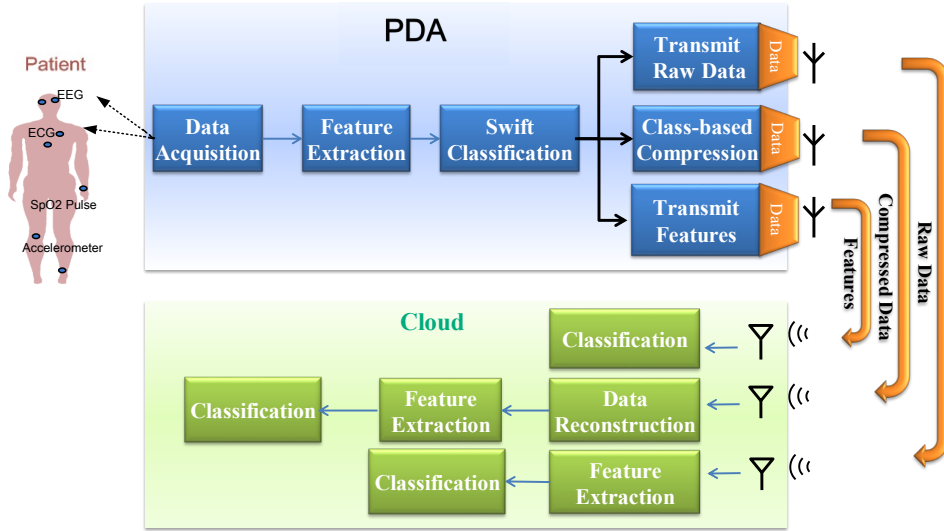 PDA
Patient
EEG
ECG
SpO2 Pulse
Accelerometer
Data
Acquisition
Feature
Extraction
Swift
Classification
Transmit
Raw Data
Data
Class-based
Compression
Data
Transmit
Features
Data
Features
Compressed Data
Raw Data
Cloud
Classification
Data
Reconstruction
Feature
Extraction
Classification
Feature
Extraction
Classification